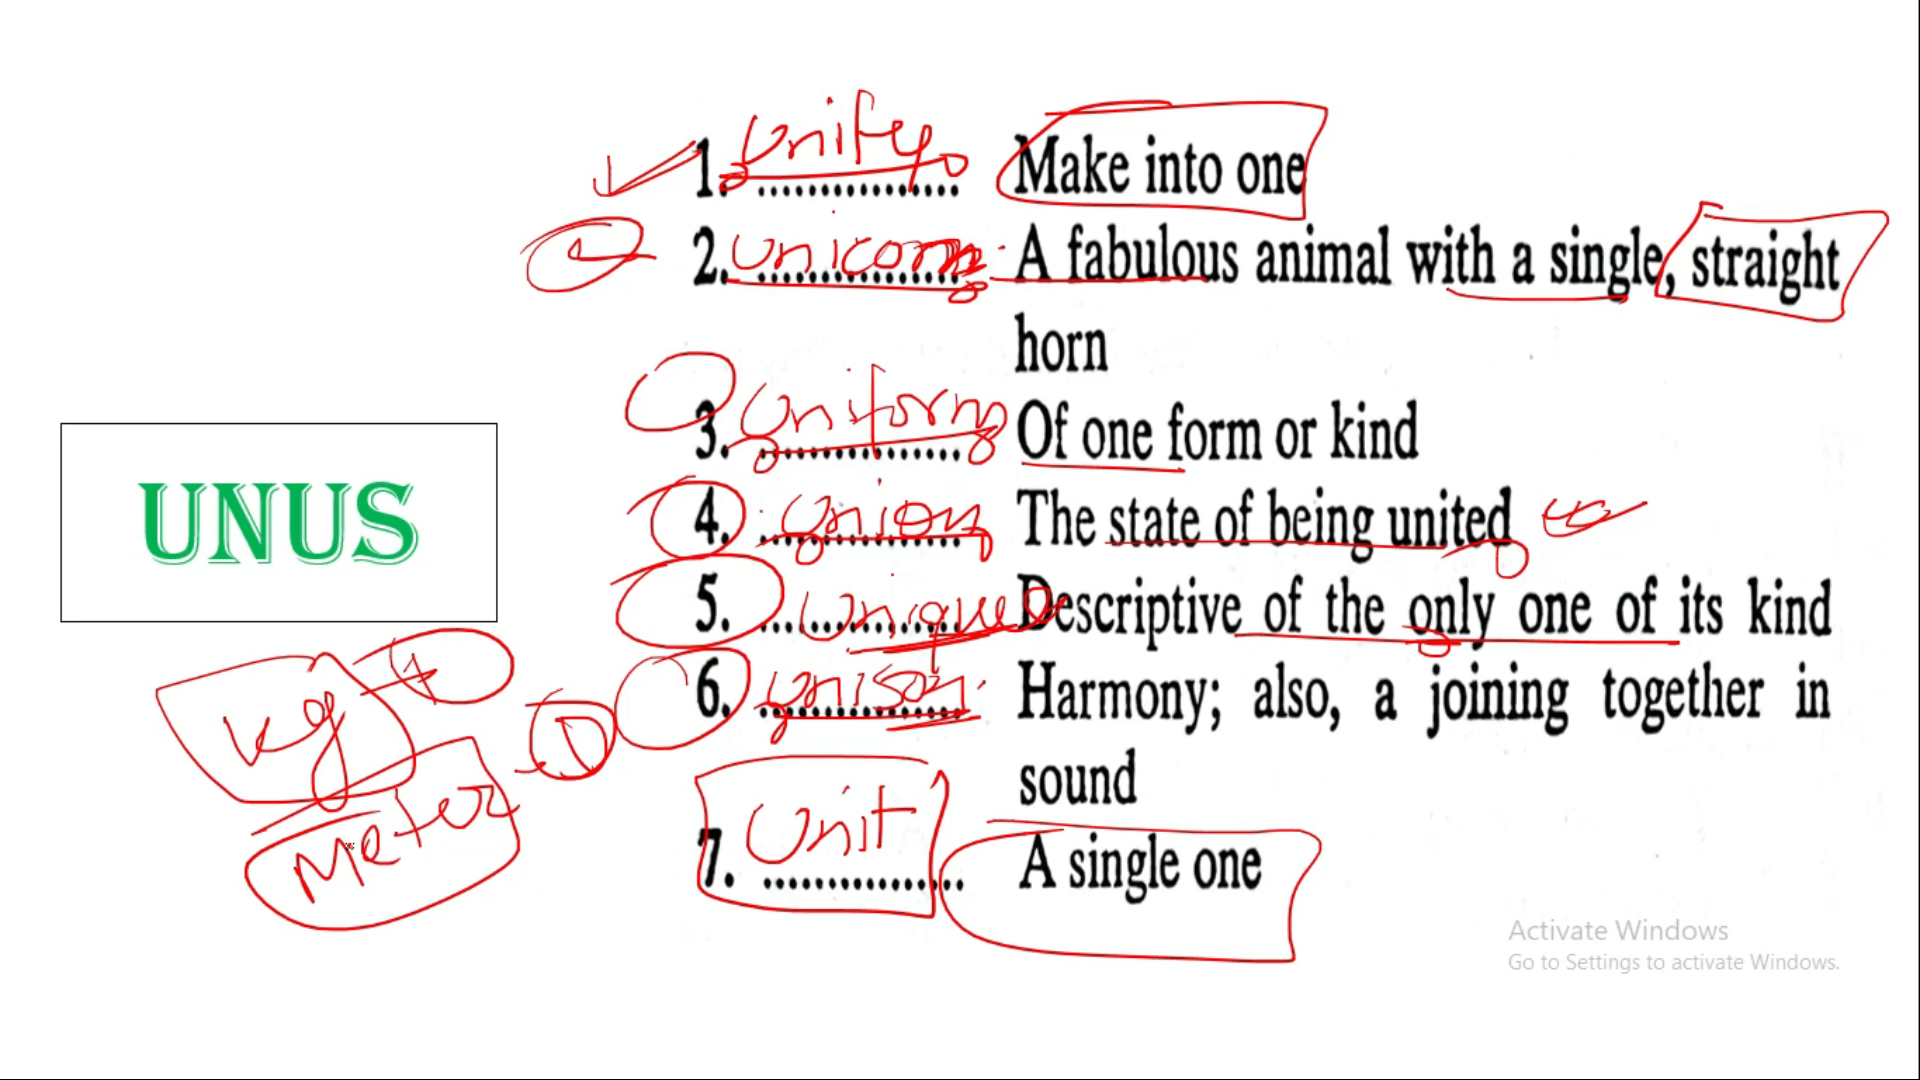 1. Unify Make into one
2. unicorn A fabulous animal with a single, straight
horn
3. Uniform Of one form or kind
4. Union The state of being united
UNUS
5. Unique Descriptive of the only one of its kind
6. Unison Harmony; also, a joining together in
sound
kg
Meter
7. Unit A single one
Activate Windows
Go to Settings to activate Windows.